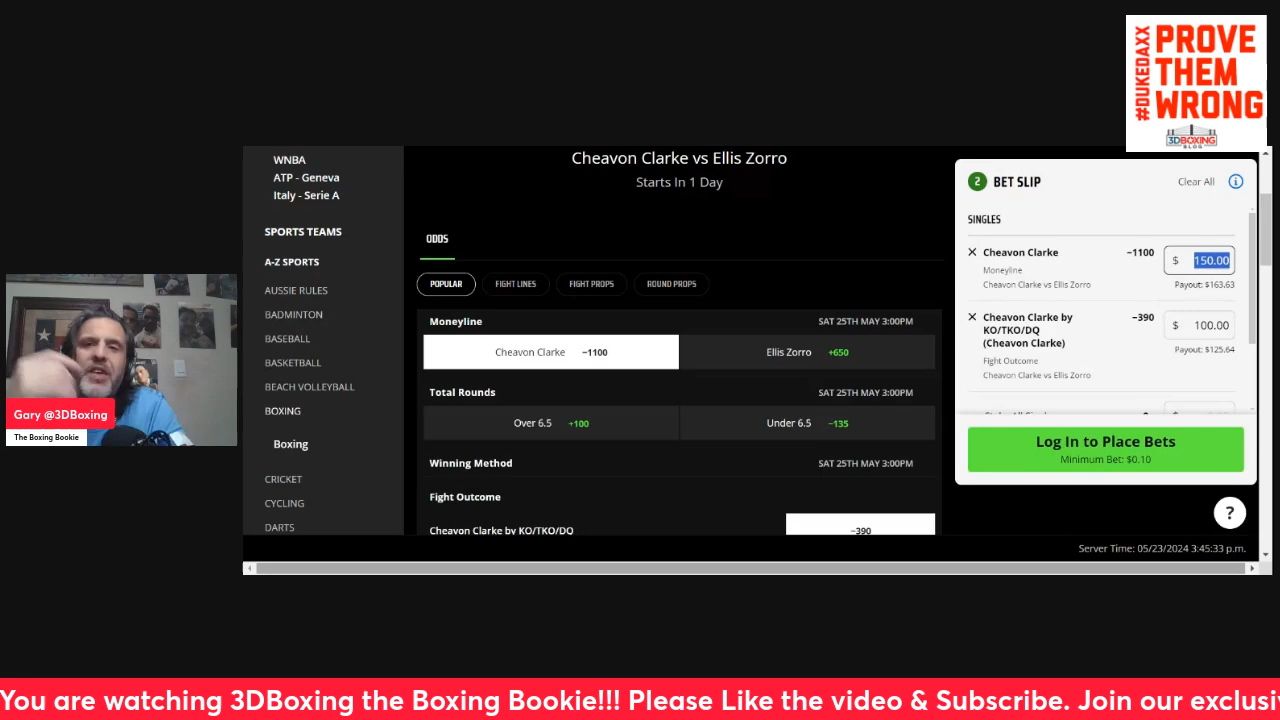 #DUKEDAXX
PROVE
THEM
WRONG
3DBOXING
BLOG
WNBA
ATP - Geneva
Italy - Serie A
SPORTS TEAMS
A-Z SPORTS
AUSSIE RULES
BADMINTON
BASEBALL
BASKETBALL
BEACH VOLLEYBALL
BOXING
Boxing
CRICKET
CYCLING
DARTS
Cheavon Clarke vs Ellis Zorro
Starts In 1 Day
ODDS
POPULAR FIGHT LINES FIGHT PROPS ROUND PROPS
Moneyline SAT 25TH MAY 3:00PM
Cheavon Clarke −1100 Ellis Zorro +650
Total Rounds SAT 25TH MAY 3:00PM
Over 6.5 +100 Under 6.5 −135
Winning Method SAT 25TH MAY 3:00PM
Fight Outcome
Cheavon Clarke by KO/TKO/DQ −390
2 BET SLIP Clear All
SINGLES
Cheavon Clarke −1100 $ 150.00
Moneyline
Cheavon Clarke vs Ellis Zorro Payout: $163.63
Cheavon Clarke by −390 $ 100.00
KO/TKO/DQ
(Cheavon Clarke)
Fight Outcome Payout: $125.64
Cheavon Clarke vs Ellis Zorro
Log In to Place Bets
Minimum Bet: $0.10
?
Server Time: 05/23/2024 3:45:33 p.m.
Gary @3DBoxing
The Boxing Bookie
You are watching 3DBoxing the Boxing Bookie!!! Please Like the video & Subscribe. Join our exclusi